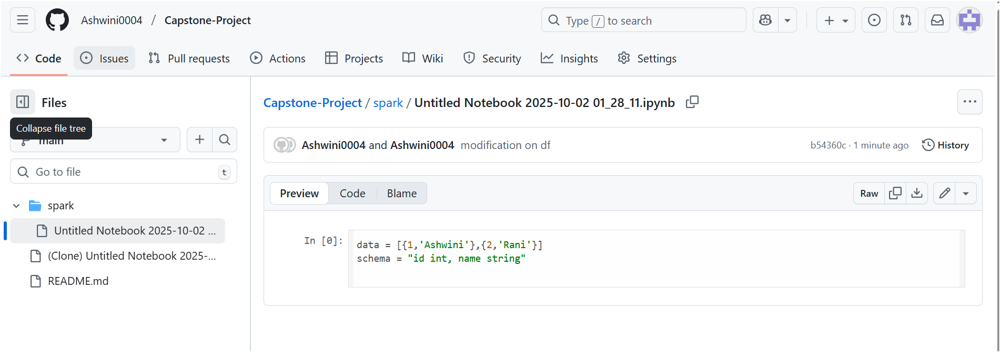 Ashwini0004 / Capstone-Project
Type / to search
Code Issues Pull requests Actions Projects Wiki Security Insights Settings
Files
Collapse file tree
main
Go to file t
spark
Untitled Notebook 2025-10-02 ...
(Clone) Untitled Notebook 2025-...
README.md
Capstone-Project / spark / Untitled Notebook 2025-10-02 01_28_11.ipynb
Ashwini0004 and Ashwini0004 modification on df b54360c · 1 minute ago History
Preview Code Blame Raw
In [0]: data = [{1,'Ashwini'},{2,'Rani'}]
schema = "id int, name string"